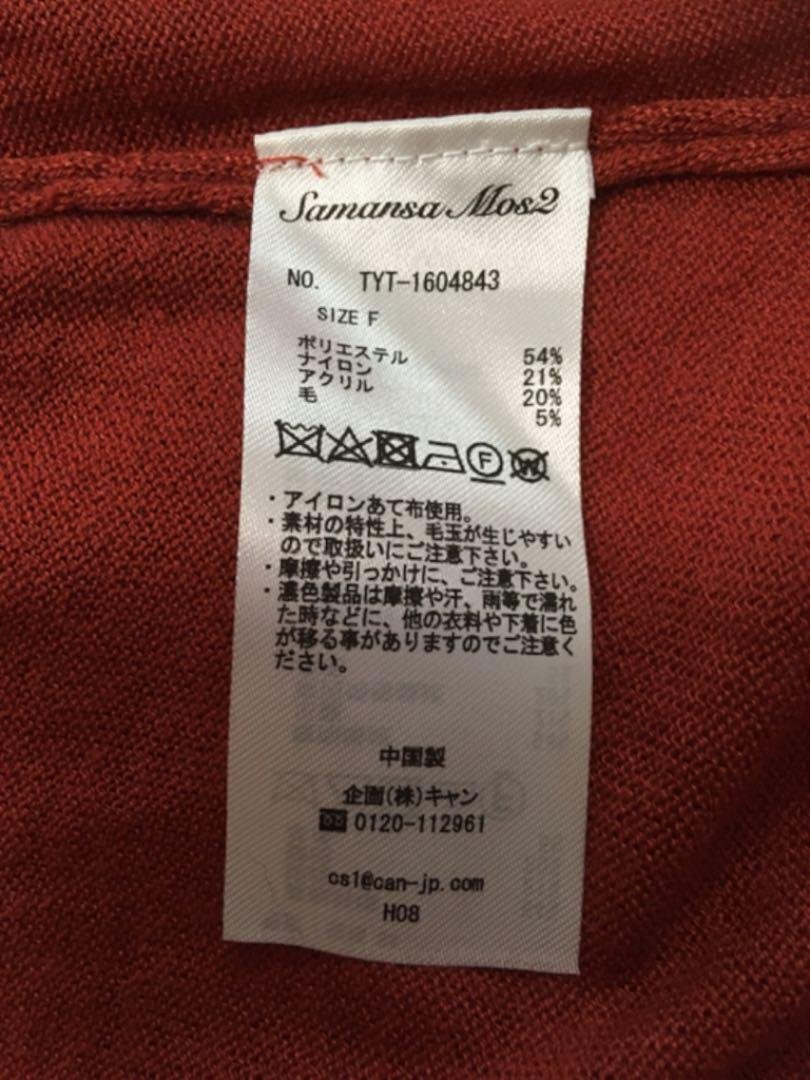 Samansa Mos2
NO. TYT-1604843
SIZE F
ポリエステル 54%
ナイロン 21%
アクリル 20%
毛 5%
F
W
・アイロンあて布使用。
・素材の特性上、毛玉が生じやすい
ので取扱いにご注意下さい。
・摩擦や引っかけに、ご注意下さい。
・濃色製品は摩擦や汗、雨等で濡れ
た時などに、他の衣料や下着に色
が移る事がありますのでご注意く
ださい。
中国製
企画(株)キャン
0120-112961
cs1@can-jp.com
H08